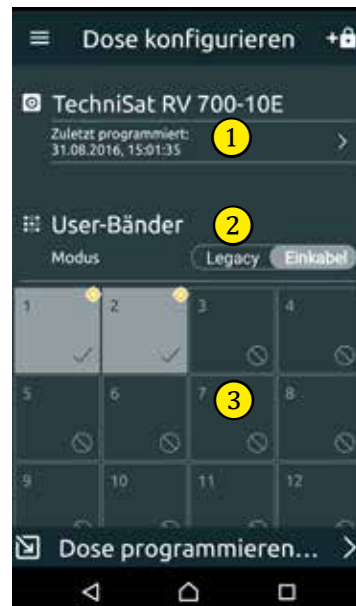 Dose konfigurieren
TechniSat RV 700-10E
Zuletzt programmiert:
31.08.2016, 15:01:35
1
User-Bänder
2
Modus
Legacy Einkabel
1 2 3 4
5 6 7 8
3
9 10 11 12
Dose programmieren...